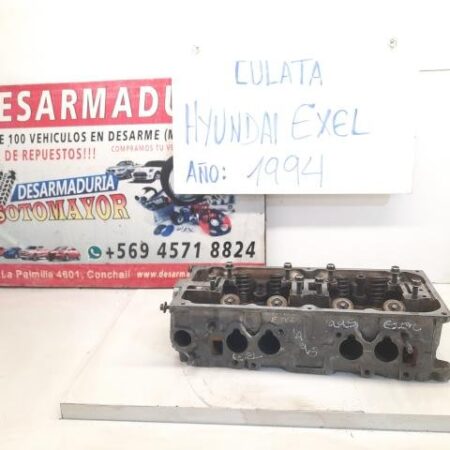 CULATA
HYUNDAI EXEL
AÑO: 1994
DESARMADU
E 100 VEHICULOS EN DESARME (M
DE REPUESTOS!!!
COMPRAMOS TU VE
DESARMADURIA
SOTOMAYOR
+569 4571 8824
La Palmilla 4601, Conchalí
www.desarm